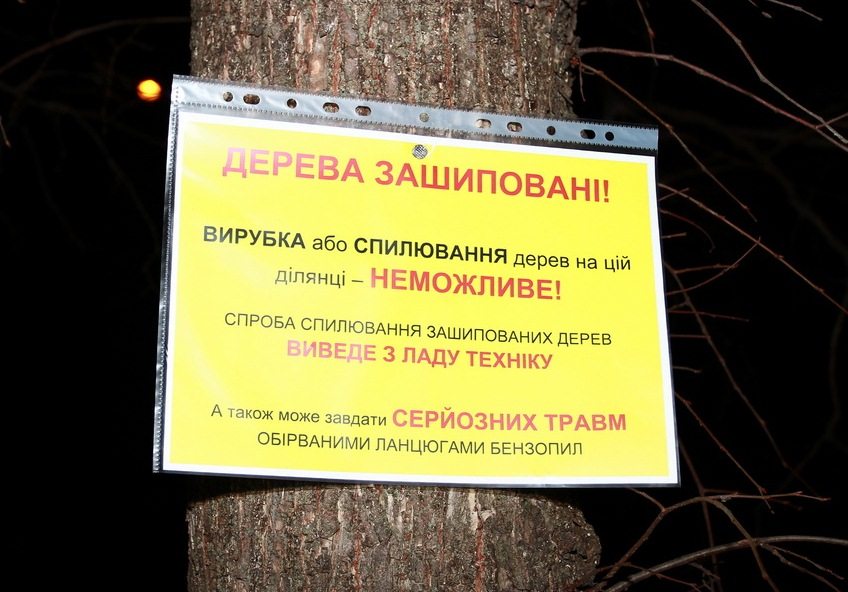 ДЕРЕВА ЗАШИПОВАНІ!
ВИРУБКА або СПИЛЮВАННЯ дерев на цій
ділянці – НЕМОЖЛИВЕ!
СПРОБА СПИЛЮВАННЯ ЗАШИПОВАНИХ ДЕРЕВ
ВИВЕДЕ З ЛАДУ ТЕХНІКУ
А також може завдати СЕРЙОЗНИХ ТРАВМ
ОБІРВАНИМИ ЛАНЦЮГАМИ БЕНЗОПИЛ